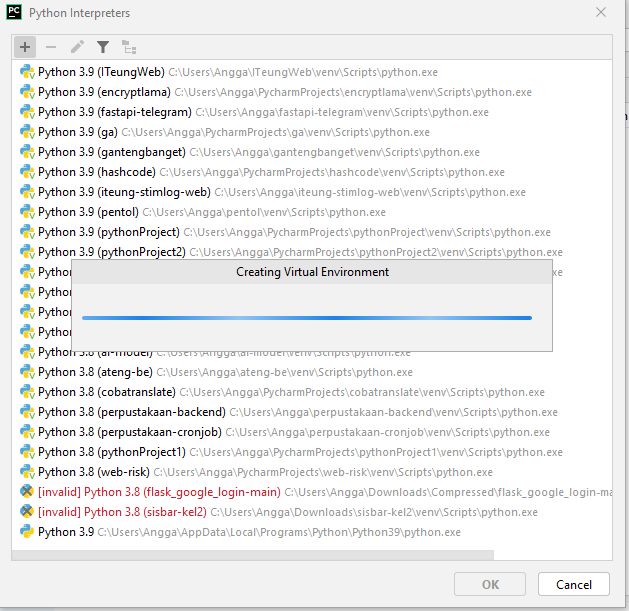 PC Python Interpreters
Python 3.9 (ITeungWeb) C:\Users\Angga\ITeungWeb\venv\Scripts\python.exe
Python 3.9 (encryptlama) C:\Users\Angga\PycharmProjects\encryptlama\venv\Scripts\python.exe
Python 3.9 (fastapi-telegram) C:\Users\Angga\fastapi-telegram\venv\Scripts\python.exe
Python 3.9 (ga) C:\Users\Angga\PycharmProjects\ga\venv\Scripts\python.exe
Python 3.9 (gantengbanget) C:\Users\Angga\gantengbanget\venv\Scripts\python.exe
Python 3.9 (hashcode) C:\Users\Angga\PycharmProjects\hashcode\venv\Scripts\python.exe
Python 3.9 (iteung-stimlog-web) C:\Users\Angga\iteung-stimlog-web\venv\Scripts\python.exe
Python 3.9 (pentol) C:\Users\Angga\pentol\venv\Scripts\python.exe
Python 3.9 (pythonProject) C:\Users\Angga\PycharmProjects\pythonProject\venv\Scripts\python.exe
Python 3.9 (pythonProject2) C:\Users\Angga\PycharmProjects\pythonProject2\venv\Scripts\python.exe
Creating Virtual Environment
Python 3.8 (ai-model) C:\Users\Angga\ai-model\venv\Scripts\python.exe
Python 3.8 (ateng-be) C:\Users\Angga\ateng-be\venv\Scripts\python.exe
Python 3.8 (cobatranslate) C:\Users\Angga\PycharmProjects\cobatranslate\venv\Scripts\python.exe
Python 3.8 (perpustakaan-backend) C:\Users\Angga\perpustakaan-backend\venv\Scripts\python.exe
Python 3.8 (perpustakaan-cronjob) C:\Users\Angga\perpustakaan-cronjob\venv\Scripts\python.exe
Python 3.8 (pythonProject1) C:\Users\Angga\PycharmProjects\pythonProject1\venv\Scripts\python.exe
Python 3.8 (web-risk) C:\Users\Angga\PycharmProjects\web-risk\venv\Scripts\python.exe
[invalid] Python 3.8 (flask_google_login-main) C:\Users\Angga\Downloads\Compressed\flask_google_login-ma
[invalid] Python 3.8 (sisbar-kel2) C:\Users\Angga\Downloads\sisbar-kel2\venv\Scripts\python.exe
Python 3.9 C:\Users\Angga\AppData\Local\Programs\Python\Python39\python.exe
OK Cancel